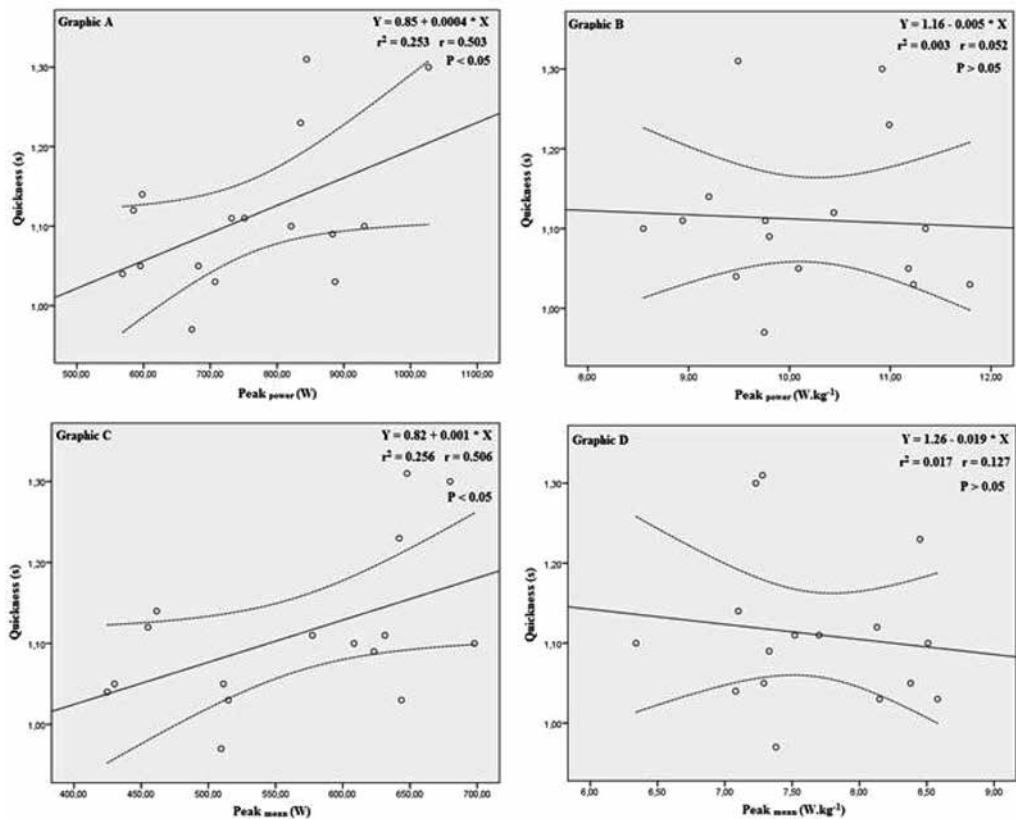 Graphic A
Y = 0.85 + 0.0004 * X
r² = 0.253 r = 0.503
P < 0.05
1,30
1,20
1,10
1,00
Quickness (s)
500,00 600,00 700,00 800,00 900,00 1000,00 1100,00
Peak power (W)
Graphic B
Y = 1.16 - 0.005 * X
r² = 0.003 r = 0.052
P > 0.05
1,30
1,20
1,10
1,00
Quickness (s)
8,00 9,00 10,00 11,00 12,00
Peak power (W.kg⁻¹)
Graphic C
Y = 0.82 + 0.001 * X
r² = 0.256 r = 0.506
P < 0.05
1,30
1,20
1,10
1,00
Quickness (s)
400,00 450,00 500,00 550,00 600,00 650,00 700,00
Peak mean (W)
Graphic D
Y = 1.26 - 0.019 * X
r² = 0.017 r = 0.127
P > 0.05
1,30
1,20
1,10
1,00
Quickness (s)
6,00 6,50 7,00 7,50 8,00 8,50 9,00
Peak mean (W.kg⁻¹)